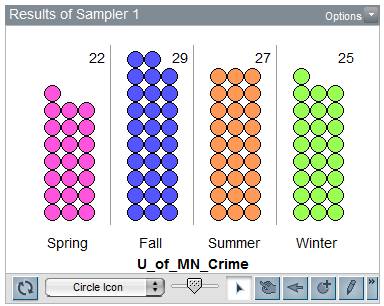 Results of Sampler 1 Options
22 29 27 25
Spring Fall Summer Winter
U_of_MN_Crime
Circle Icon